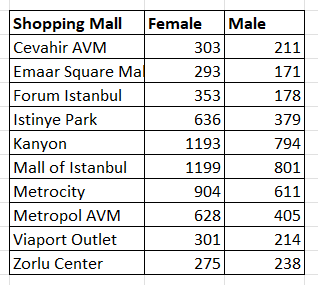 Shopping Mall Female Male
Cevahir AVM 303 211
Emaar Square Mal 293 171
Forum Istanbul 353 178
Istinye Park 636 379
Kanyon 1193 794
Mall of Istanbul 1199 801
Metrocity 904 611
Metropol AVM 628 405
Viaport Outlet 301 214
Zorlu Center 275 238